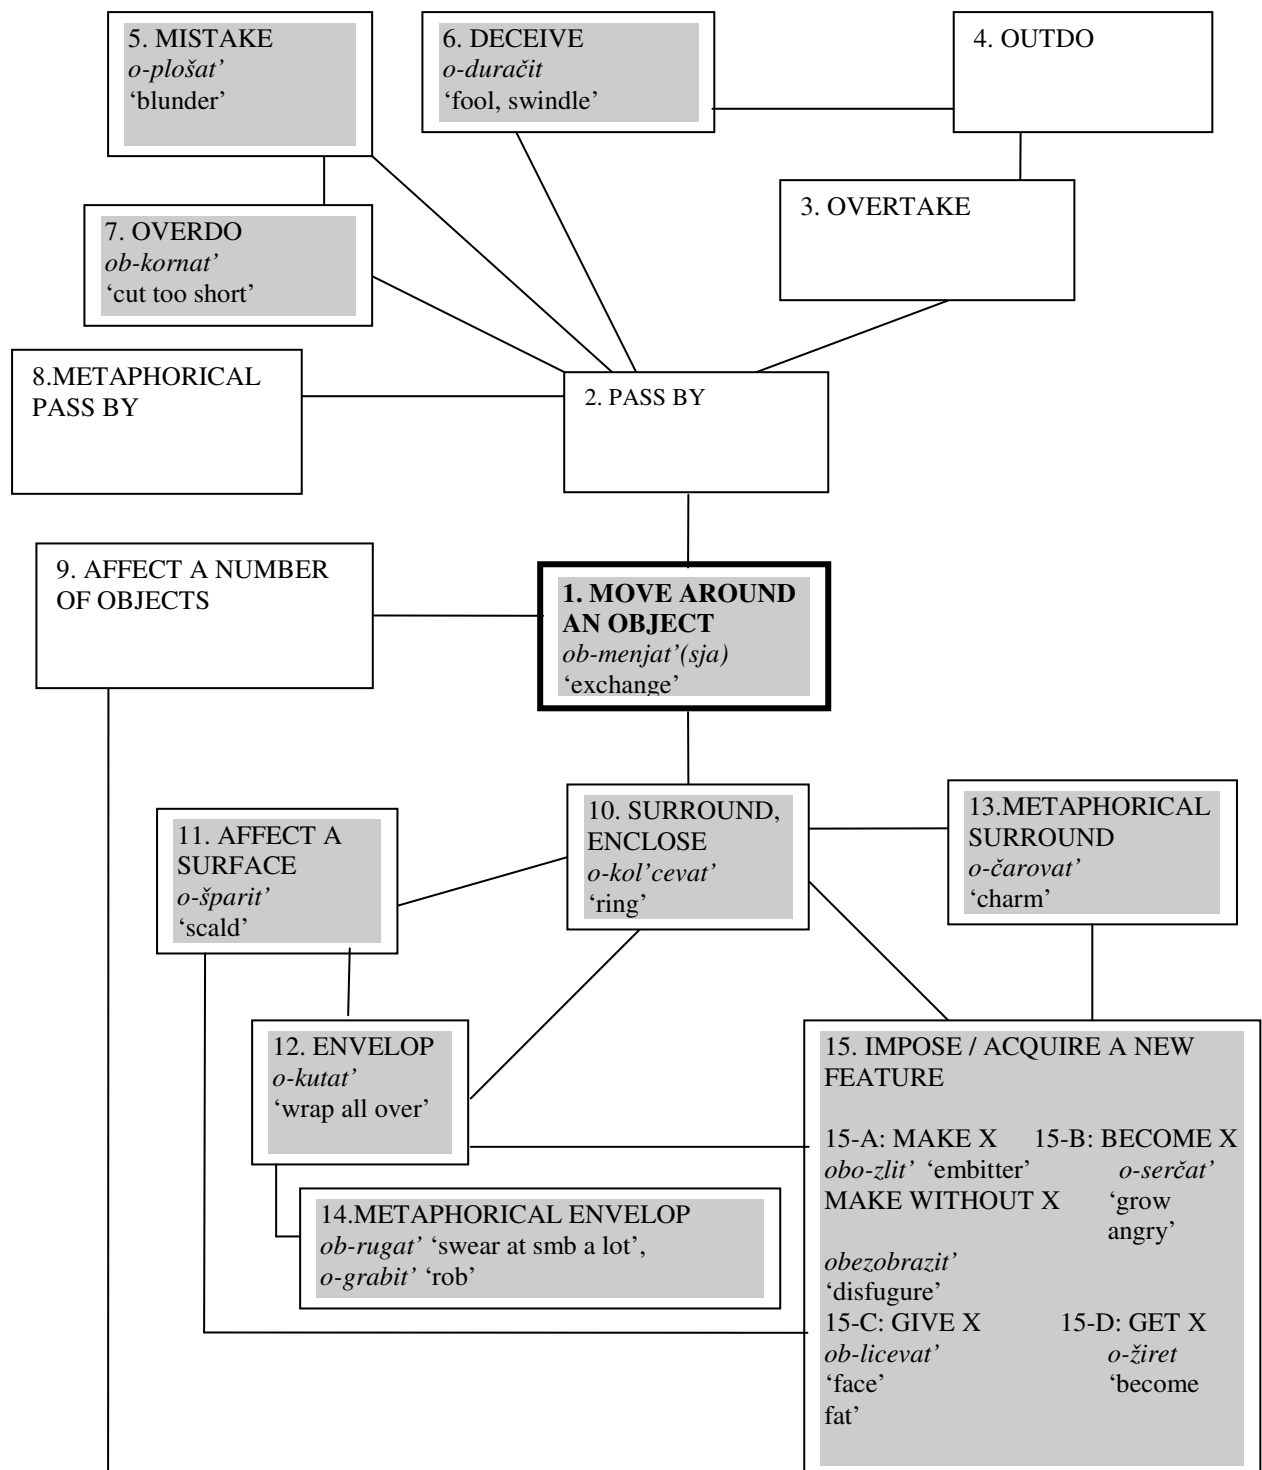 5. MISTAKE
o-plošat’
‘blunder’
6. DECEIVE
o-duračit
‘fool, swindle’
4. OUTDO
3. OVERTAKE
7. OVERDO
ob-kornat’
‘cut too short’
8.METAPHORICAL
PASS BY
2. PASS BY
9. AFFECT A NUMBER
OF OBJECTS
1. MOVE AROUND
AN OBJECT
ob-menjat’(sja)
‘exchange’
10. SURROUND,
ENCLOSE
o-kol’cevat’
‘ring’
13.METAPHORICAL
SURROUND
o-čarovat’
‘charm’
11. AFFECT A
SURFACE
o-šparit’
‘scald’
12. ENVELOP
o-kutat’
‘wrap all over’
14.METAPHORICAL ENVELOP
ob-rugat’ ‘swear at smb a lot’,
o-grabit’ ‘rob’
15. IMPOSE / ACQUIRE A NEW
FEATURE
15-A: MAKE X 15-B: BECOME X
obo-zlit’ ‘embitter’ o-serčat’
MAKE WITHOUT X ‘grow
angry’
obezobrazit’
‘disfugure’
15-C: GIVE X 15-D: GET X
ob-licevat’ o-žiret
‘face’ ‘become
fat’